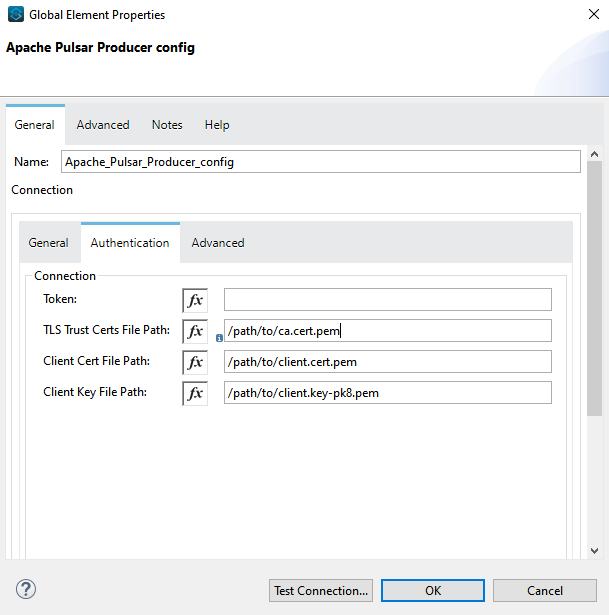 Global Element Properties
Apache Pulsar Producer config
General Advanced Notes Help
Name: Apache_Pulsar_Producer_config
Connection
General Authentication Advanced
Connection
Token: fx
TLS Trust Certs File Path: fx /path/to/ca.cert.pem
Client Cert File Path: fx /path/to/client.cert.pem
Client Key File Path: fx /path/to/client.key-pk8.pem
? Test Connection... OK Cancel